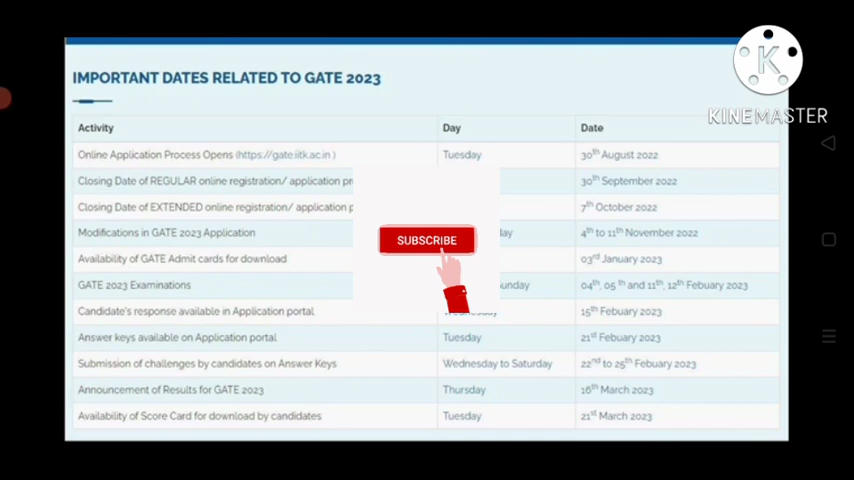 K
KINEMASTER
IMPORTANT DATES RELATED TO GATE 2023
Activity Day Date
Online Application Process Opens (https://gate.iitk.ac.in ) Tuesday 30th August 2022
Closing Date of REGULAR online registration/ application 30th September 2022
Closing Date of EXTENDED online registration/ application 7th October 2022
Modifications in GATE 2023 Application 4th to 11th November 2022
Availability of GATE Admit cards for download 03rd January 2023
GATE 2023 Examinations 04th, 05 th and 11th, 12th Febuary 2023
Candidate's response available in Application portal Wednesday 15th Febuary 2023
Answer keys available on Application portal Tuesday 21st Febuary 2023
Submission of challenges by candidates on Answer Keys Wednesday to Saturday 22nd to 25th Febuary 2023
Announcement of Results for GATE 2023 Thursday 16th March 2023
Availability of Score Card for download by candidates Tuesday 21st March 2023
SUBSCRIBE